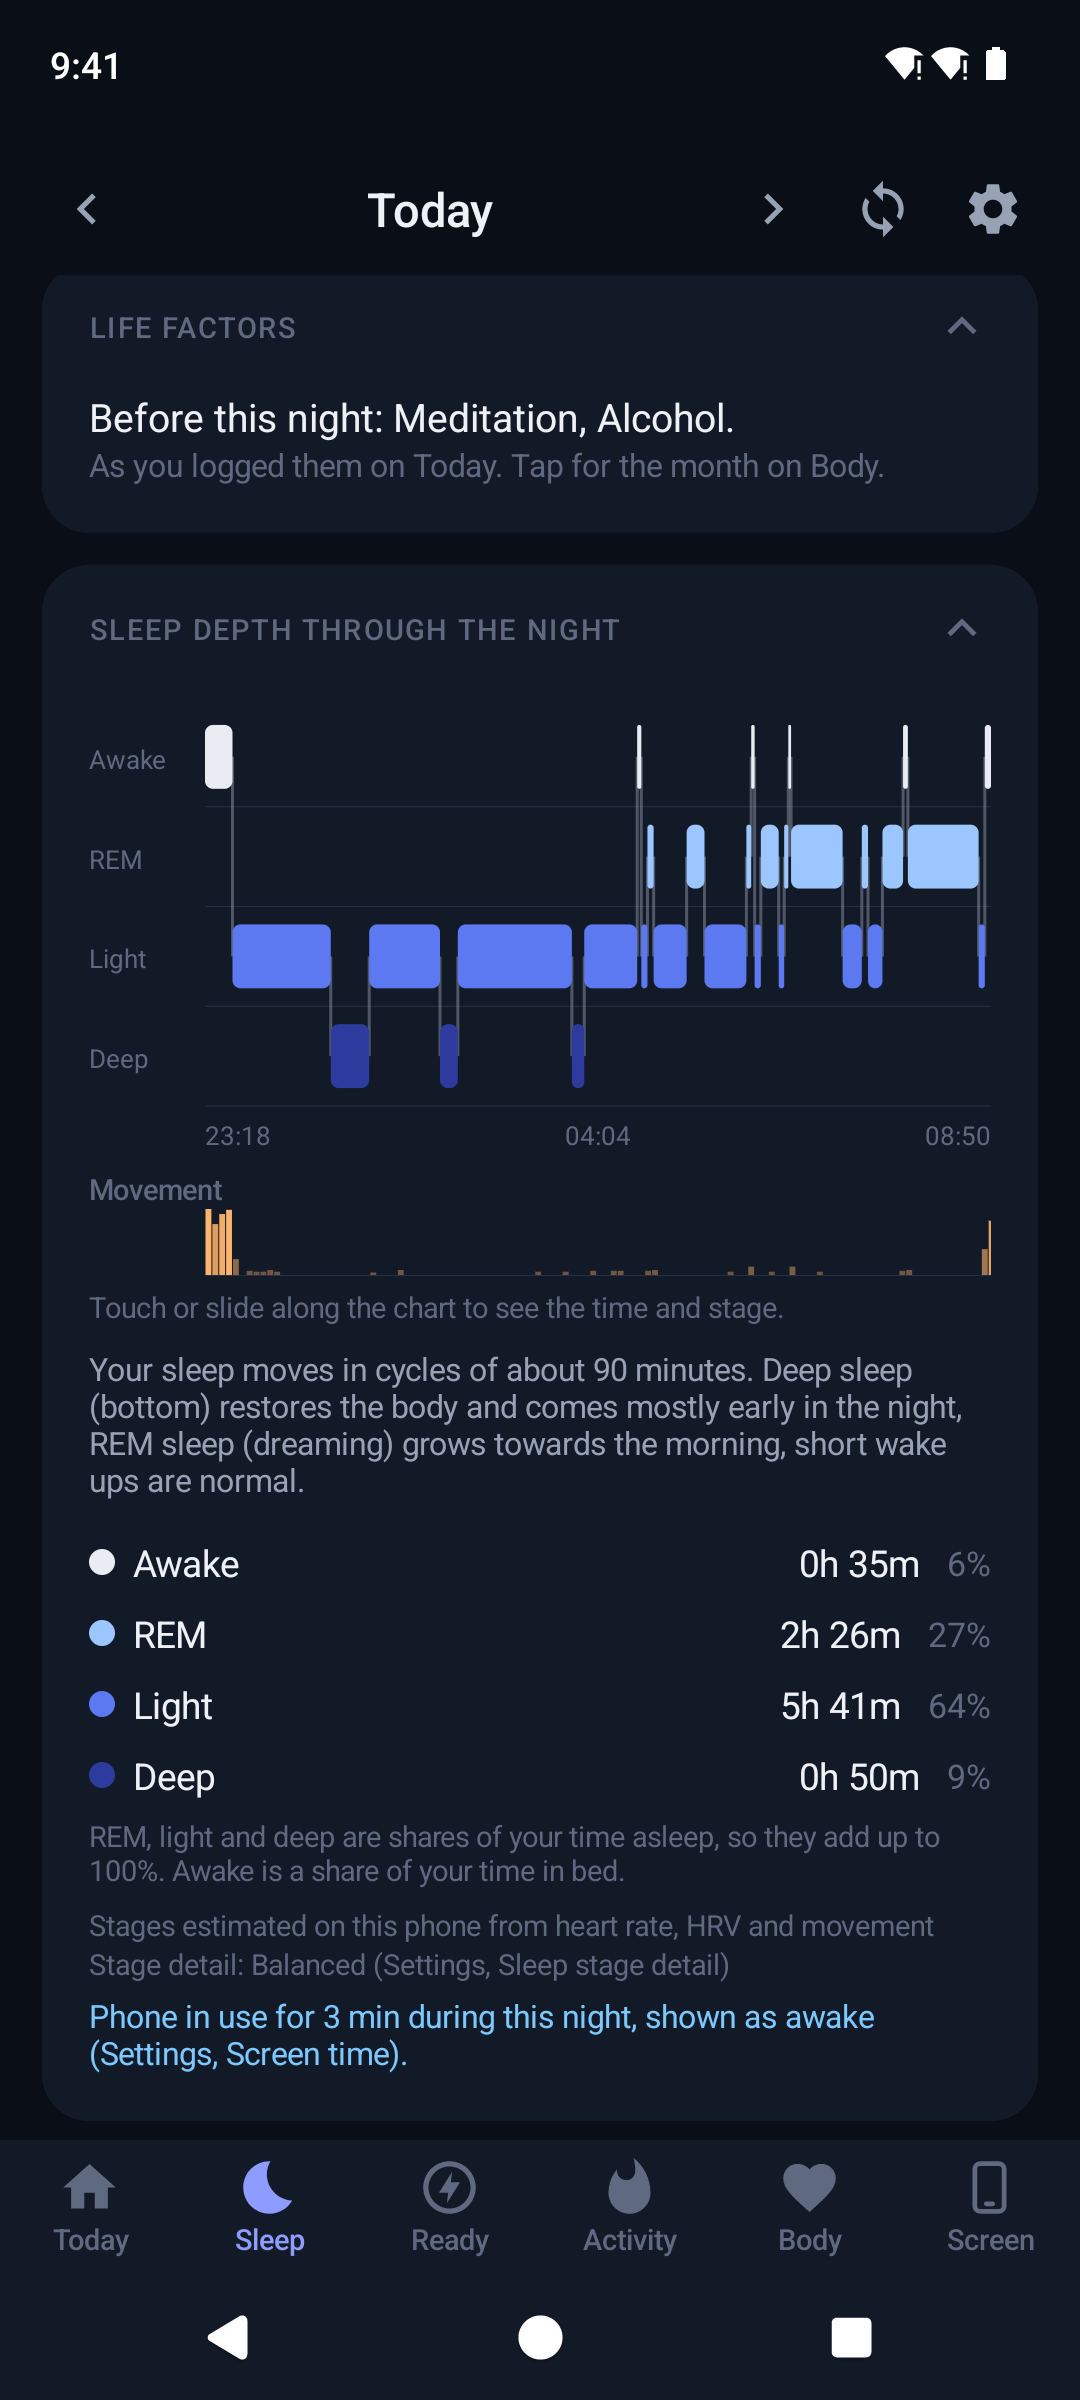 9:41
Today
LIFE FACTORS
Before this night: Meditation, Alcohol.
As you logged them on Today. Tap for the month on Body.
SLEEP DEPTH THROUGH THE NIGHT
Awake
REM
Light
Deep
23:18 04:04 08:50
Movement
Touch or slide along the chart to see the time and stage.
Your sleep moves in cycles of about 90 minutes. Deep sleep
(bottom) restores the body and comes mostly early in the night,
REM sleep (dreaming) grows towards the morning, short wake
ups are normal.
Awake 0h 35m 6%
REM 2h 26m 27%
Light 5h 41m 64%
Deep 0h 50m 9%
REM, light and deep are shares of your time asleep, so they add up to
100%. Awake is a share of your time in bed.
Stages estimated on this phone from heart rate, HRV and movement
Stage detail: Balanced (Settings, Sleep stage detail)
Phone in use for 3 min during this night, shown as awake
(Settings, Screen time).
Today Sleep Ready Activity Body Screen